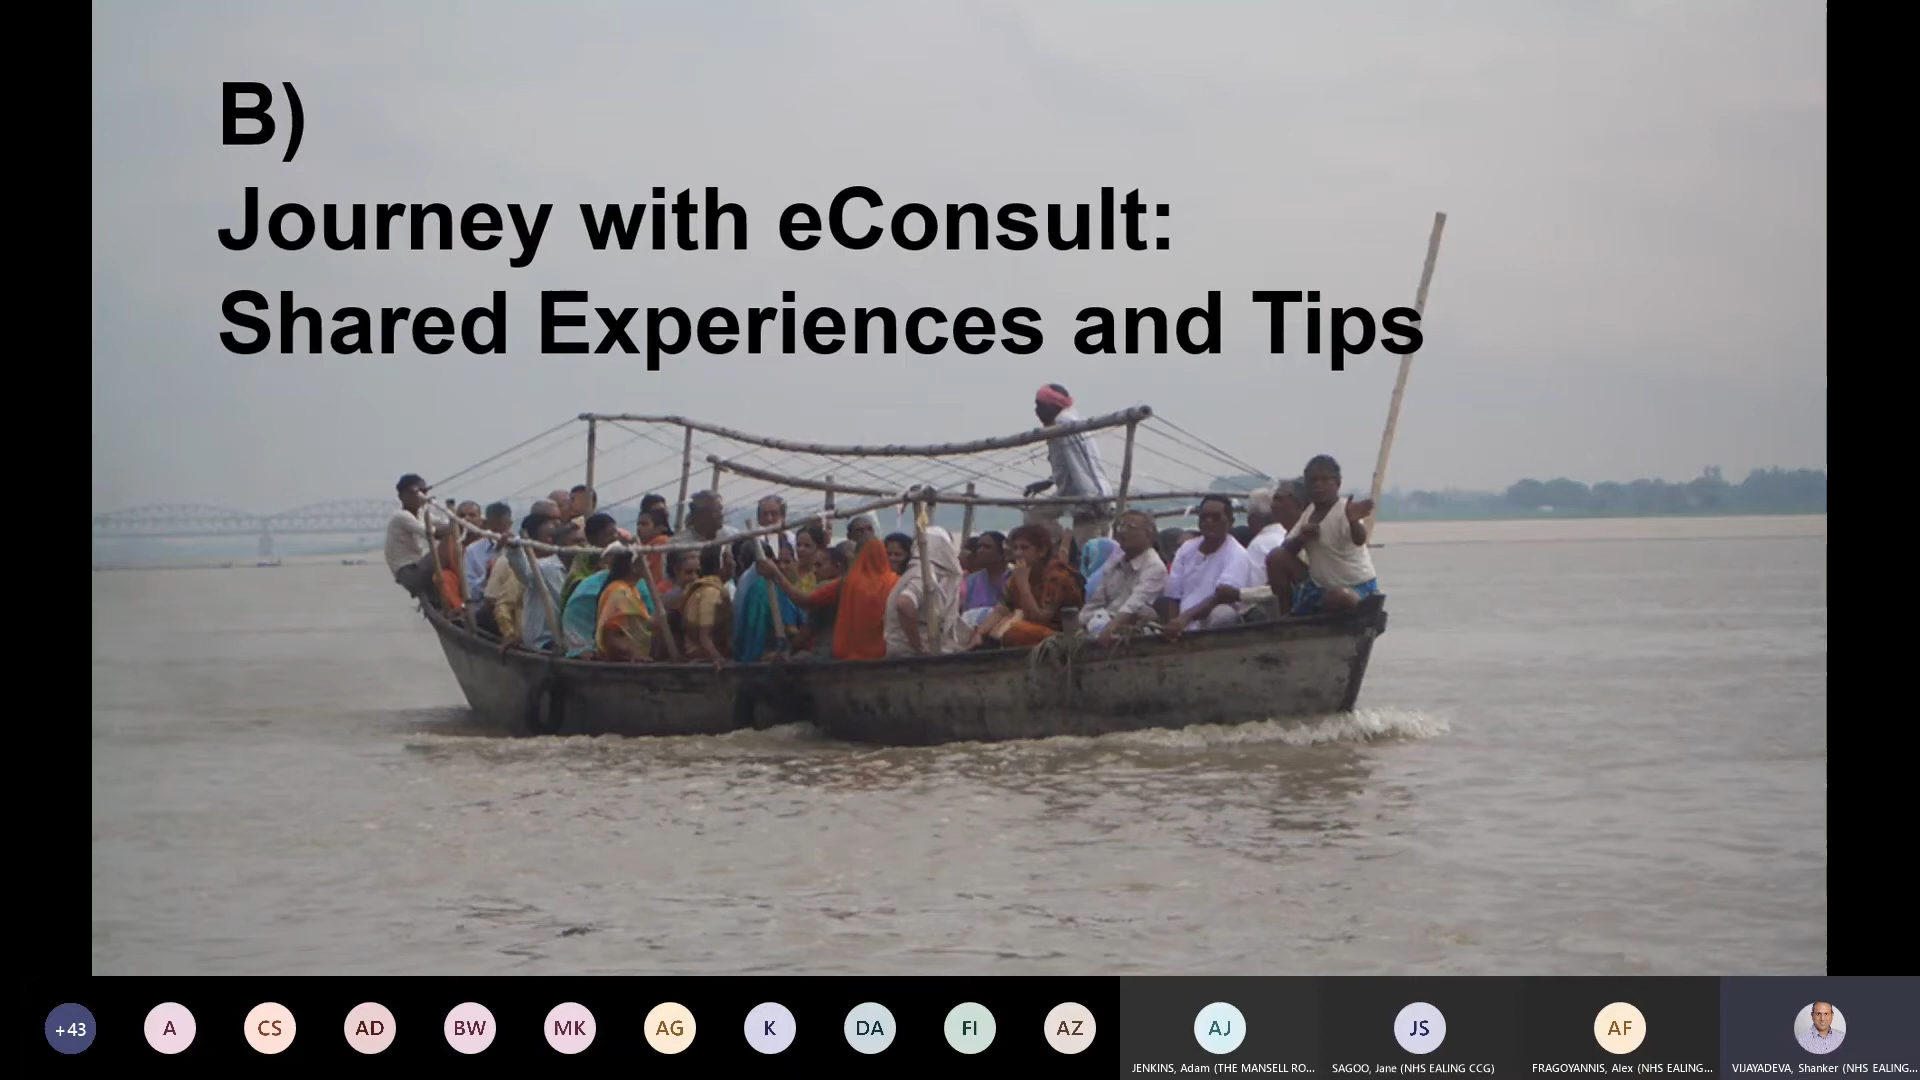 B)
Journey with eConsult:
Shared Experiences and Tips
+43
A
CS
AD
BW
MK
AG
K
DA
FI
AZ
AJ
JS
AF
JENKINS, Adam (THE MANSELL RO...
SAGOO, Jane (NHS EALING CCG)
FRAGOYANNIS, Alex (NHS EALING...
VIJAYADEVA, Shanker (NHS EALING...